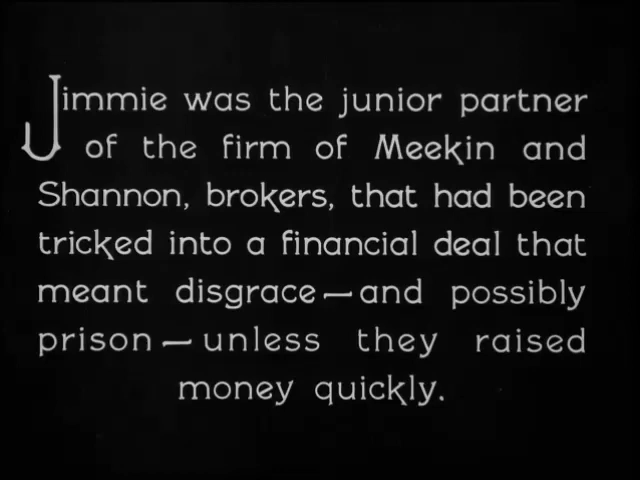 Jimmie was the junior partner
of the firm of Meekin and
Shannon, brokers, that had been
tricked into a financial deal that
meant disgrace—and possibly
prison—unless they raised
money quickly.